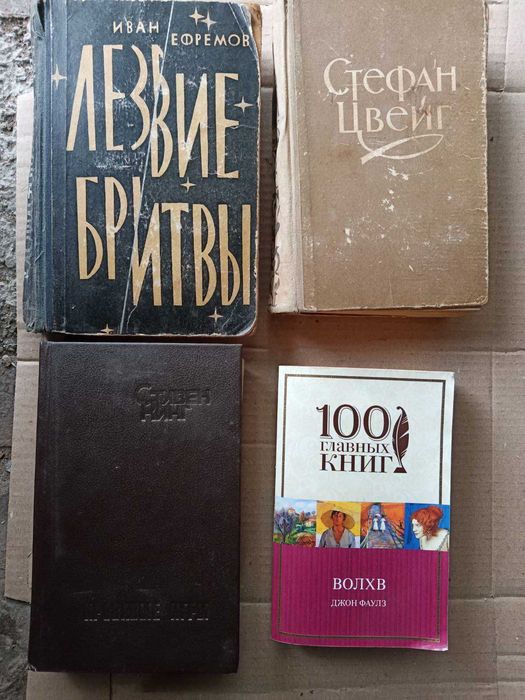 ИВАН ЕФРЕМОВ
ЛЕЗВИЕ
БРИТВЫ
Стефан
Цвейг
Стивен
Кинг
100
главных
книг
ВОЛХВ
ДЖОН ФАУЛЗ